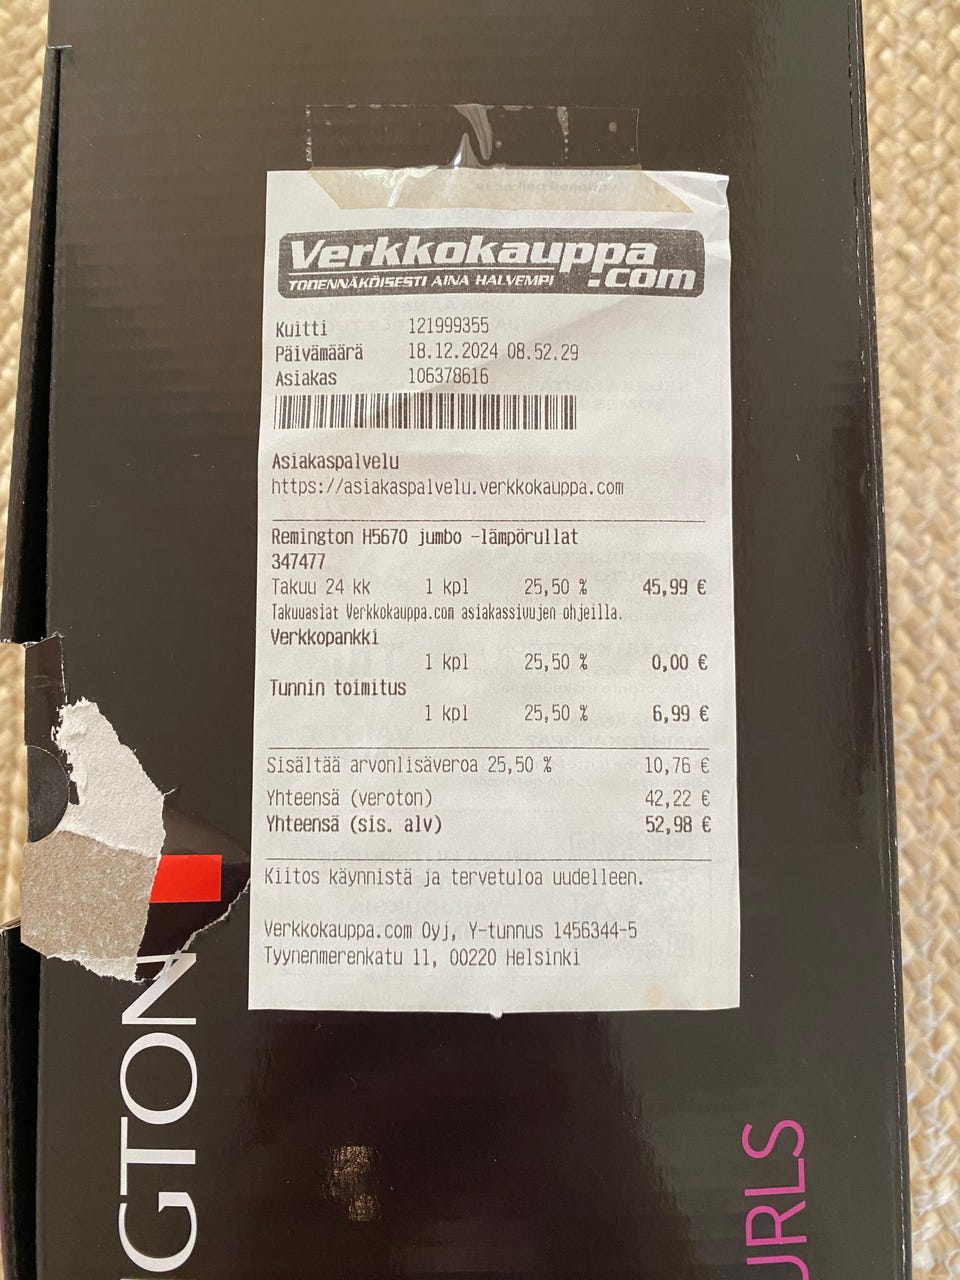 Verkkokauppa
.com
TODENNÄKÖISESTI AINA HALVEMPI
Kuitti 121999355
Päivämäärä 18.12.2024 08.52.29
Asiakas 106378616
Asiakaspalvelu
https://asiakaspalvelu.verkkokauppa.com
Remington H5670 jumbo -lämpörullat
347477
Takuu 24 kk 1 kpl 25,50 % 45,99 €
Takuuasiat Verkkokauppa.com asiakassivujen ohjeilla.
Verkkopankki
1 kpl 25,50 % 0,00 €
Tunnin toimitus
1 kpl 25,50 % 6,99 €
Sisältää arvonlisäveroa 25,50 % 10,76 €
Yhteensä (veroton) 42,22 €
Yhteensä (sis. alv) 52,98 €
Kiitos käynnistä ja tervetuloa uudelleen.
Verkkokauppa.com Oyj, Y-tunnus 1456344-5
Tyynenmerenkatu 11, 00220 Helsinki
GTON
URLS